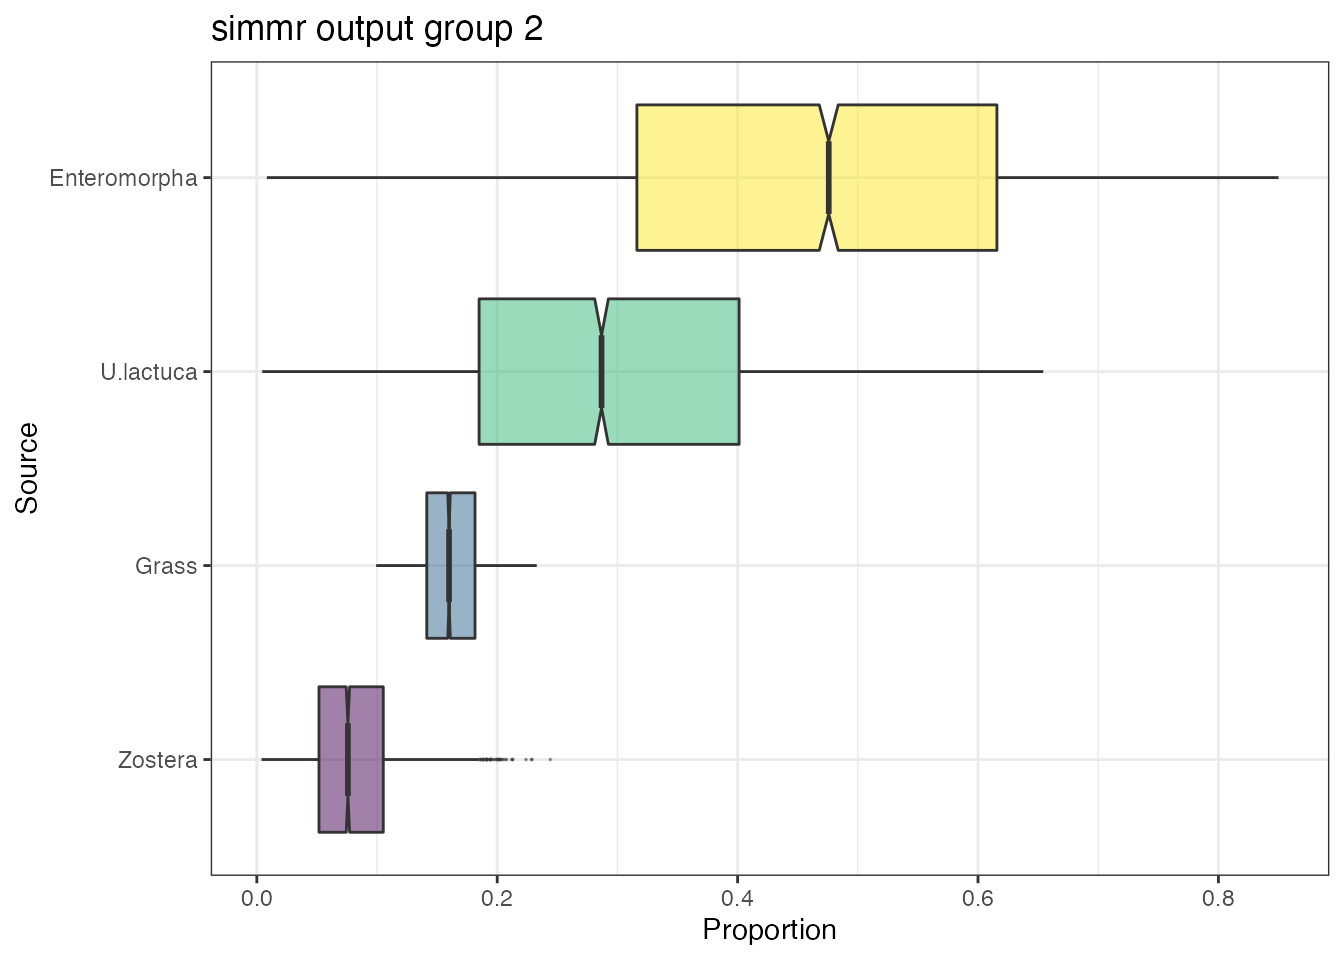 simmr output group 2
Enteromorpha
U.lactuca
Grass
Zostera
Source
0.0 0.2 0.4 0.6 0.8
Proportion